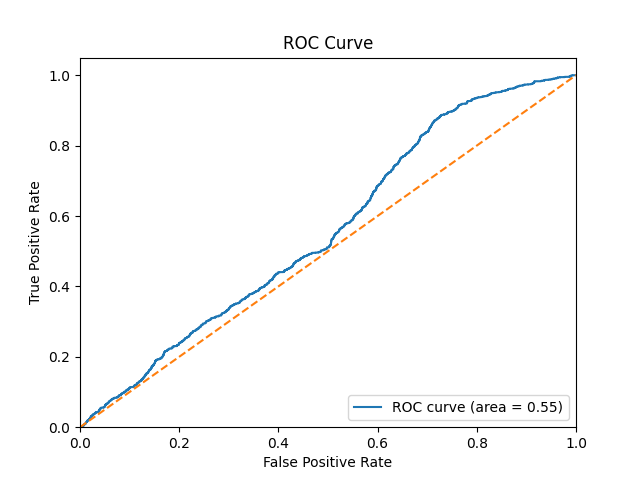 ROC Curve
1.0
0.8
0.6
0.4
0.2
0.0
True Positive Rate
ROC curve (area = 0.55)
0.0 0.2 0.4 0.6 0.8 1.0
False Positive Rate